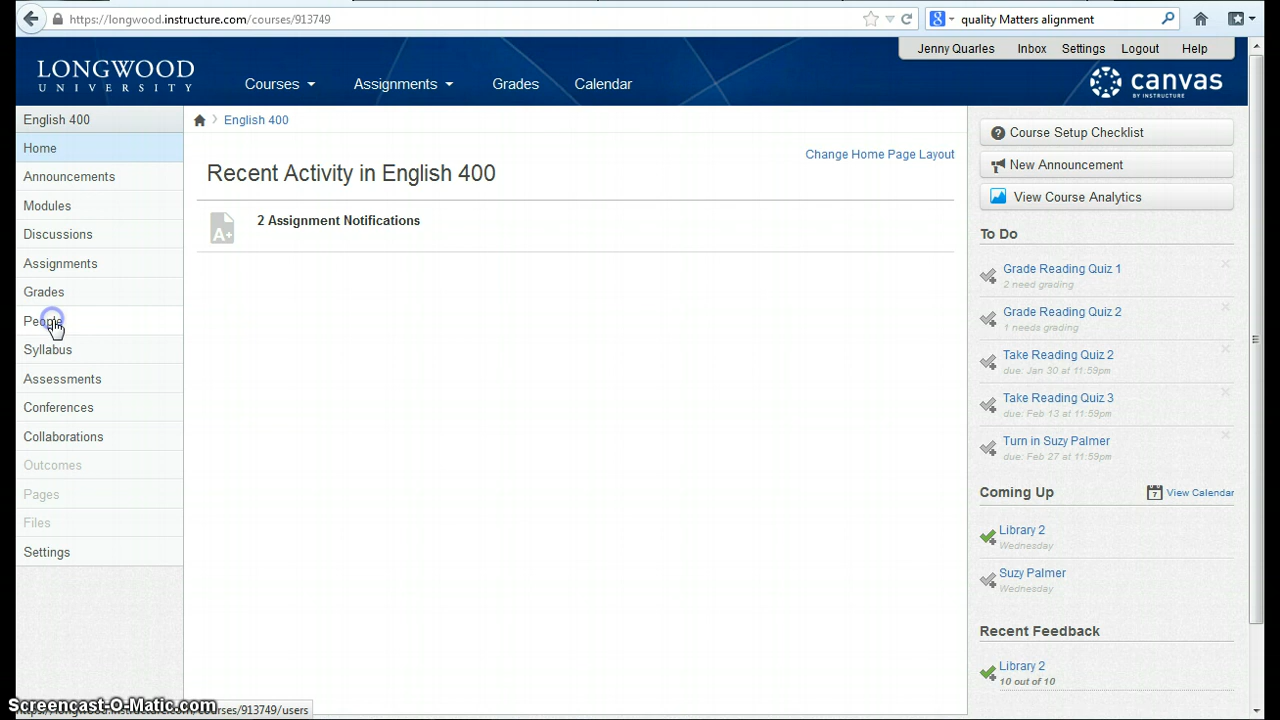 https://longwood.instructure.com/courses/913749
quality Matters alignment
Jenny Quarles Inbox Settings Logout Help
LONGWOOD
UNIVERSITY
Courses Assignments Grades Calendar
canvas
BY INSTRUCTURE
English 400
Home
Announcements
Modules
Discussions
Assignments
Grades
People
Syllabus
Assessments
Conferences
Collaborations
Outcomes
Pages
Files
Settings
English 400
Change Home Page Layout
Recent Activity in English 400
A+
2 Assignment Notifications
Course Setup Checklist
New Announcement
View Course Analytics
To Do
Grade Reading Quiz 1
2 need grading
Grade Reading Quiz 2
1 needs grading
Take Reading Quiz 2
due: Jan 30 at 11:59pm
Take Reading Quiz 3
due: Feb 13 at 11:59pm
Turn in Suzy Palmer
due: Feb 27 at 11:59pm
Coming Up
7 View Calendar
Library 2
Wednesday
Suzy Palmer
Wednesday
Recent Feedback
Library 2
10 out of 10
Screencast-O-Matic.com
https://longwood.instructure.com/courses/913749/users